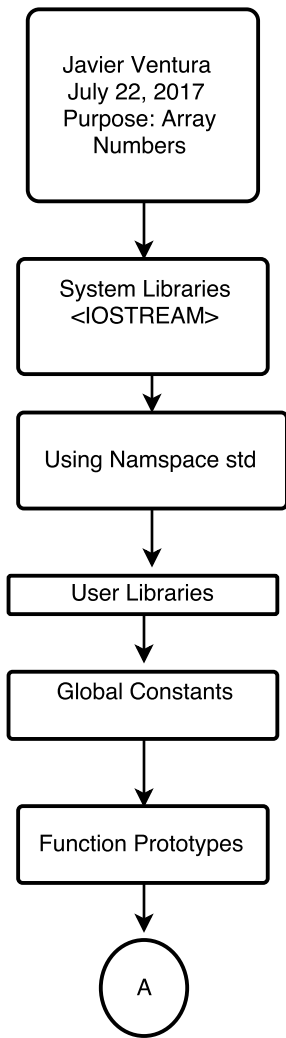 Javier Ventura
July 22, 2017
Purpose: Array
Numbers
System Libraries
<IOSTREAM>
Using Namspace std
User Libraries
Global Constants
Function Prototypes
A